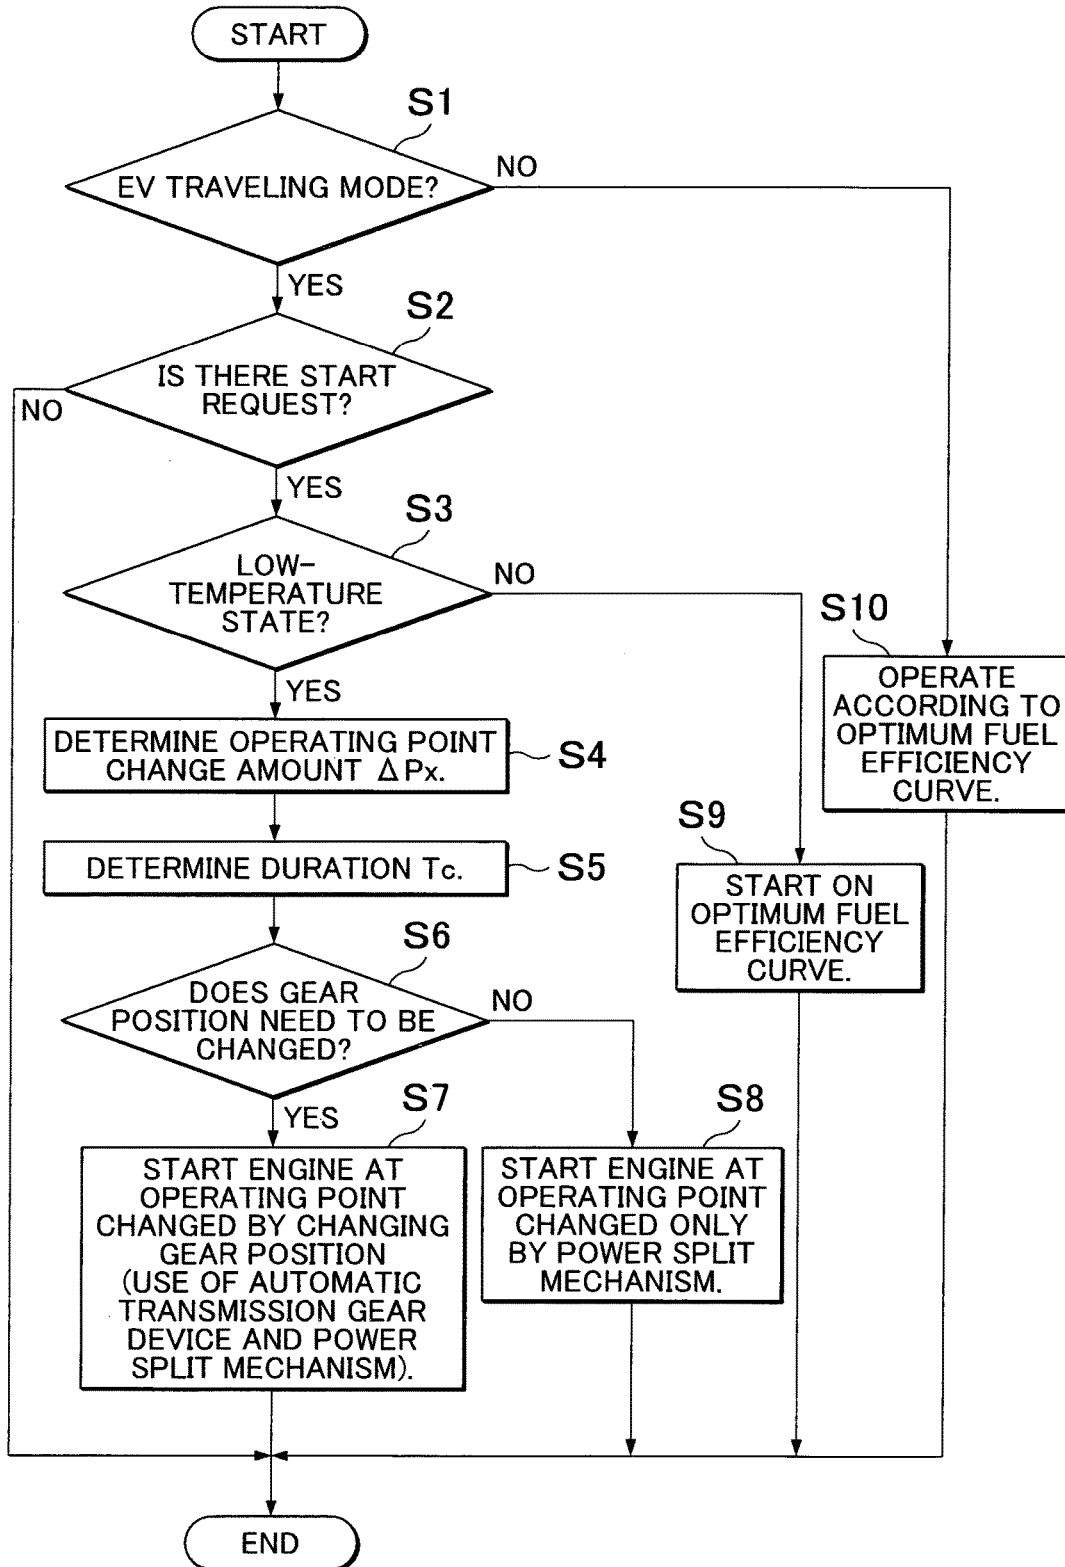 START
S1
EV TRAVELING MODE?
NO
YES
S2
IS THERE START
REQUEST?
NO
YES
S3
LOW-
TEMPERATURE
STATE?
NO
YES
S10
OPERATE
ACCORDING TO
OPTIMUM FUEL
EFFICIENCY
CURVE.
DETERMINE OPERATING POINT
CHANGE AMOUNT ΔPx.
S4
S9
START ON
OPTIMUM FUEL
EFFICIENCY
CURVE.
DETERMINE DURATION Tc.
S5
S6
DOES GEAR
POSITION NEED TO BE
CHANGED?
NO
YES
S7
START ENGINE AT
OPERATING POINT
CHANGED BY CHANGING
GEAR POSITION
(USE OF AUTOMATIC
TRANSMISSION GEAR
DEVICE AND POWER
SPLIT MECHANISM).
S8
START ENGINE AT
OPERATING POINT
CHANGED ONLY
BY POWER SPLIT
MECHANISM.
END